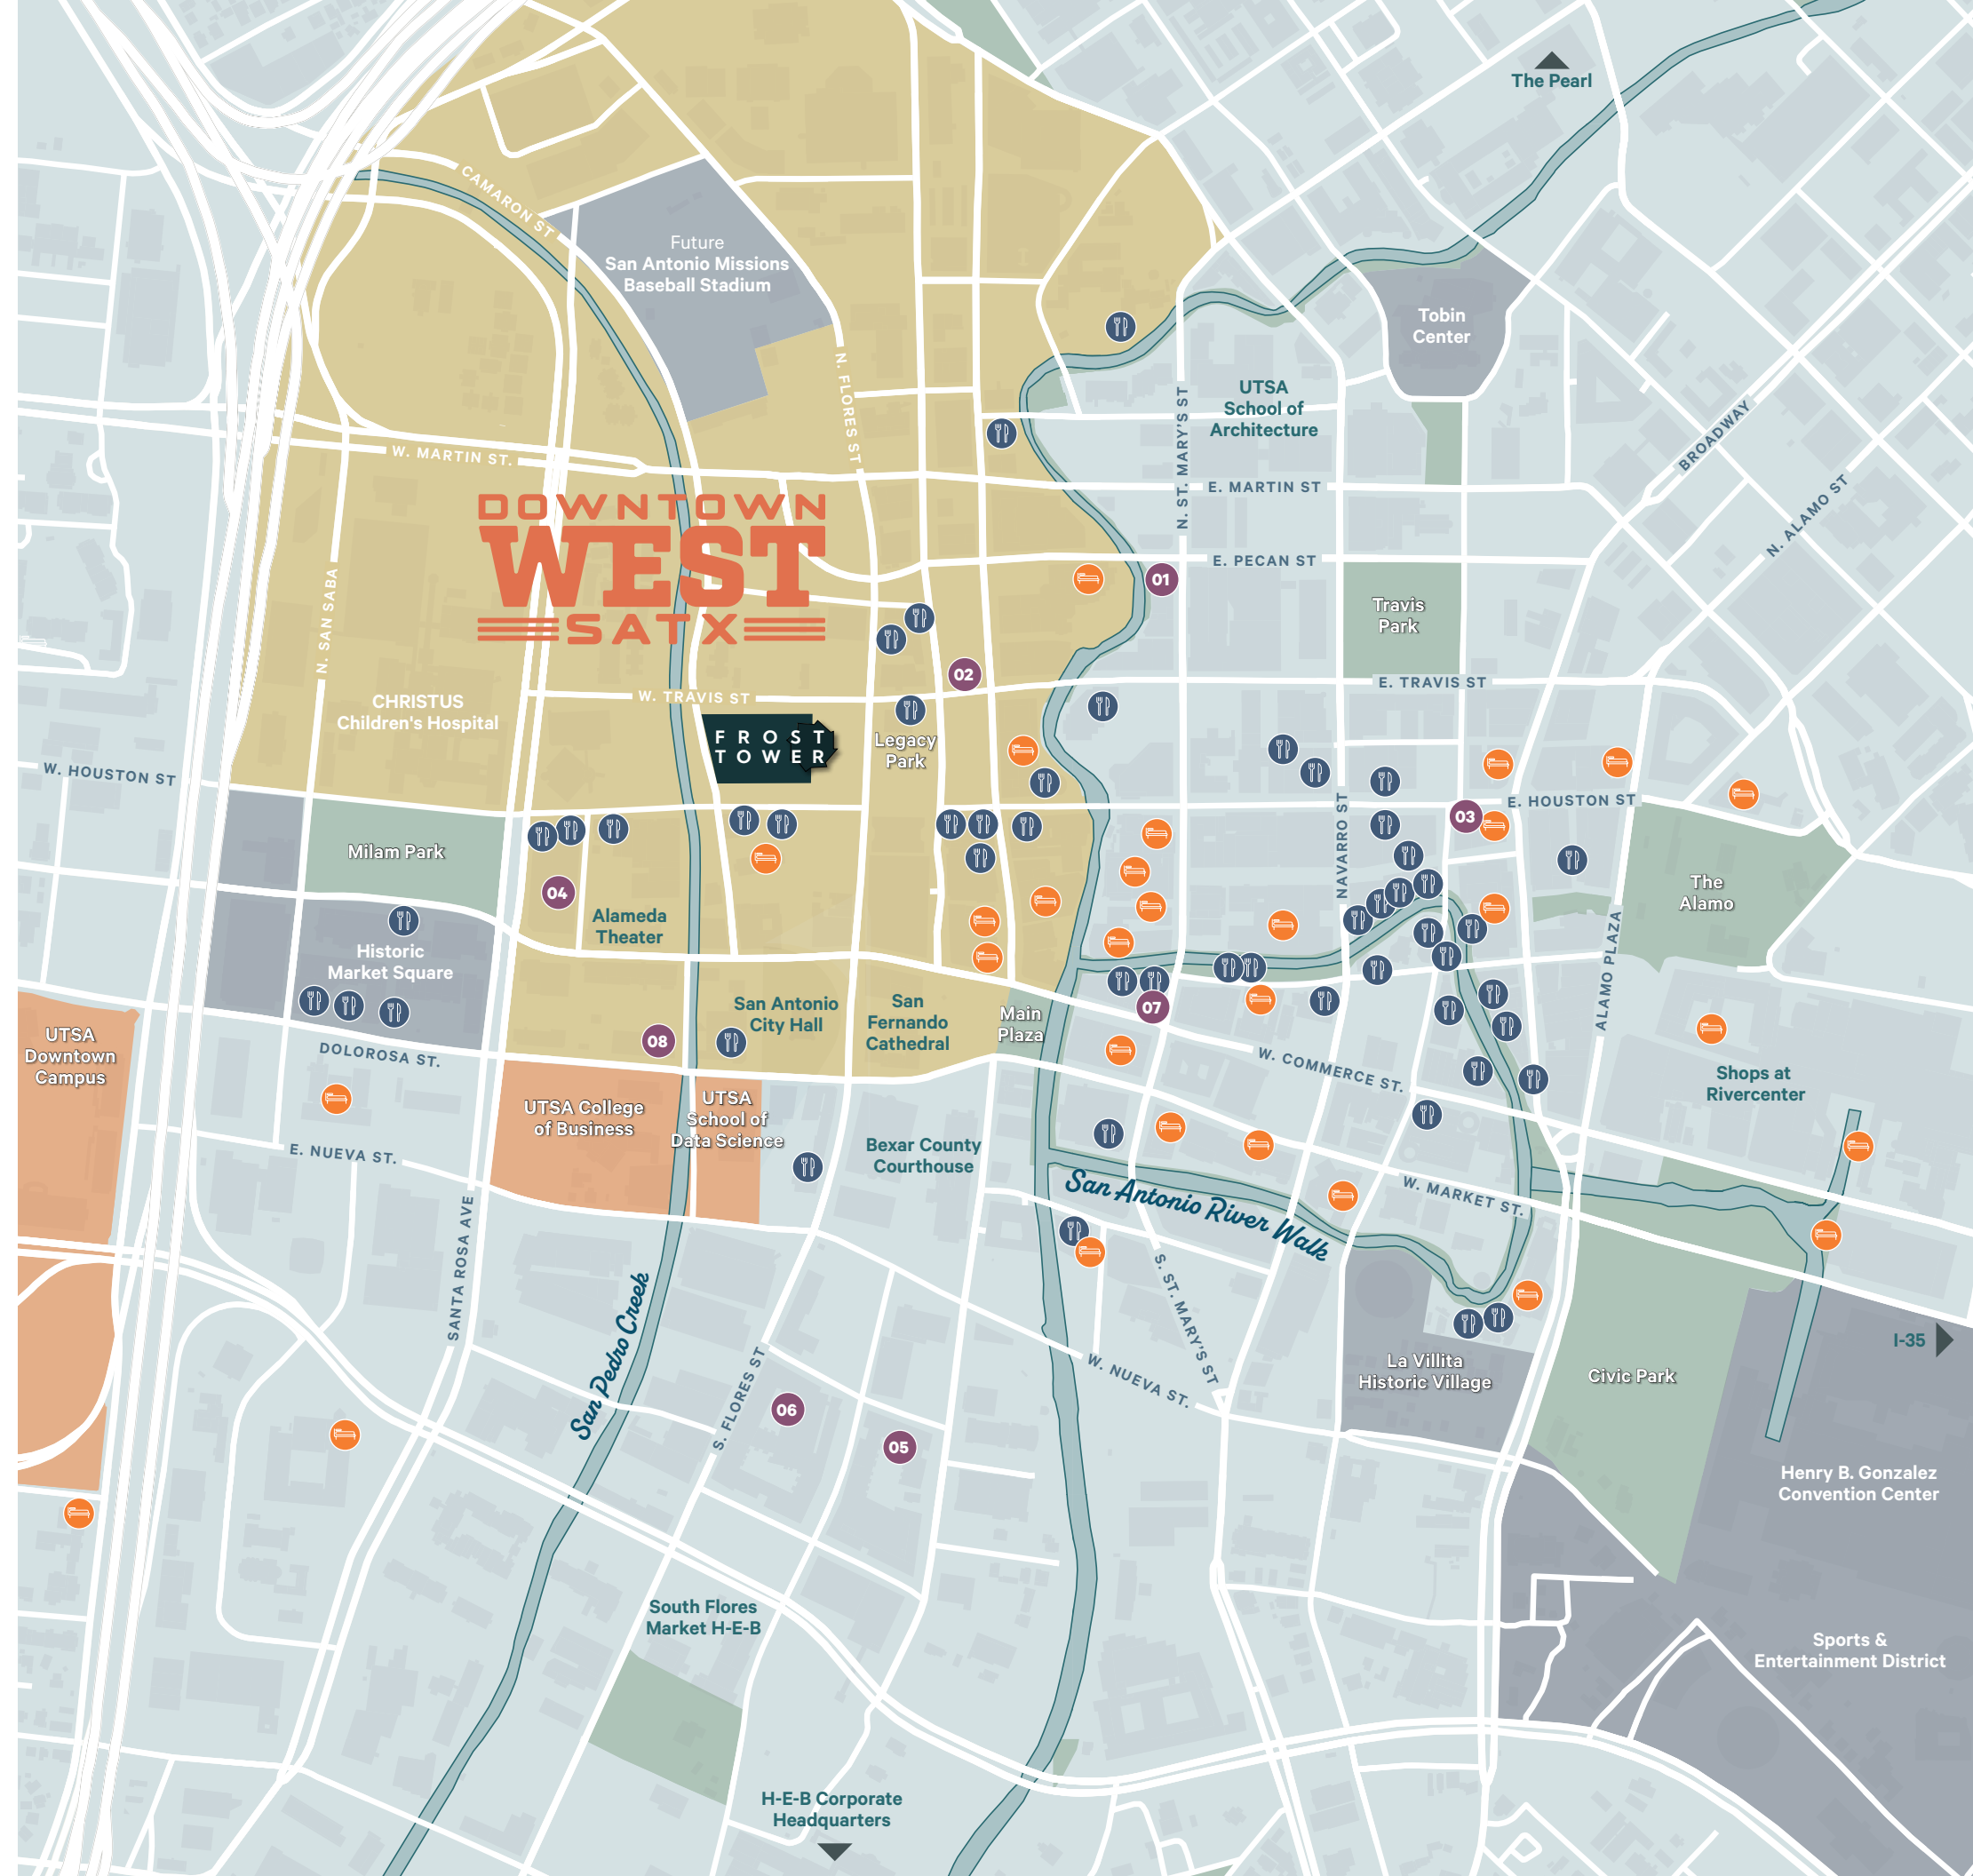 The Pearl
CAMARON ST
Future
San Antonio Missions
Baseball Stadium
Tobin
Center
N. FLORES ST
UTSA
School of
Architecture
N. ST. MARY'S ST
BROADWAY
W. MARTIN ST.
E. MARTIN ST
N. ALAMO ST
DOWNTOWN
WEST
SATX
E. PECAN ST
01
N. SAN SABA
Travis
Park
02
E. TRAVIS ST
W. TRAVIS ST
CHRISTUS
Children's Hospital
FROST
TOWER
Legacy
Park
W. HOUSTON ST
E. HOUSTON ST
03
NAVARRO ST
Milam Park
04
The
Alamo
Alameda
Theater
ALAMO PLAZA
Historic
Market Square
San Antonio
City Hall
San
Fernando
Cathedral
Main
Plaza
07
UTSA
Downtown
Campus
08
DOLOROSA ST.
W. COMMERCE ST.
Shops at
Rivercenter
UTSA College
of Business
UTSA
School of
Data Science
Bexar County
Courthouse
E. NUEVA ST.
San Antonio River Walk
W. MARKET ST.
SANTA ROSA AVE
San Pedro Creek
S. ST. MARY'S ST
I-35
S. FLORES ST
W. NUEVA ST.
La Villita
Historic Village
Civic Park
06
05
Henry B. Gonzalez
Convention Center
South Flores
Market H-E-B
Sports &
Entertainment District
H-E-B Corporate
Headquarters